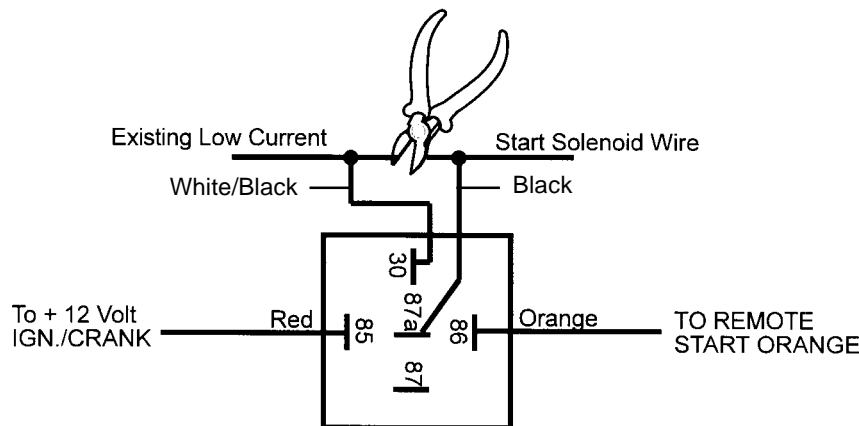 Existing Low Current
Start Solenoid Wire
White/Black
Black
30
87a
To + 12 Volt
IGN./CRANK
Red
85
86
Orange
TO REMOTE
START ORANGE
87